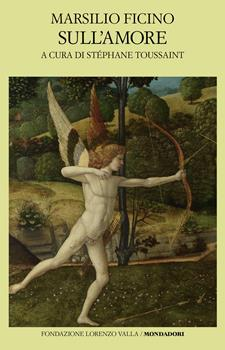 MARSILIO FICINO
SULL'AMORE
A CURA DI STÉPHANE TOUSSAINT
FONDAZIONE LORENZO VALLA / MONDADORI